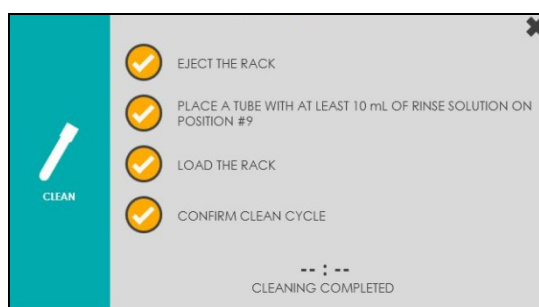 EJECT THE RACK
PLACE A TUBE WITH AT LEAST 10 mL OF RINSE SOLUTION ON
POSITION #9
LOAD THE RACK
CLEAN
CONFIRM CLEAN CYCLE
-- : --
CLEANING COMPLETED